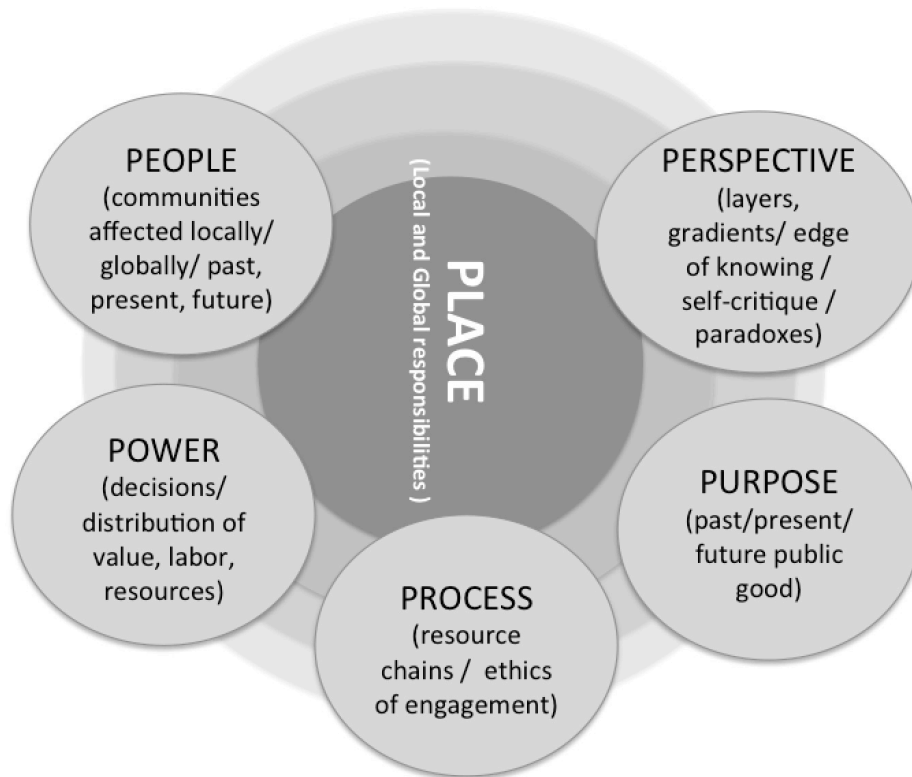 PEOPLE
(communities
affected locally/
globally/ past,
present, future)
PERSPECTIVE
(layers,
gradients/ edge
of knowing /
self-critique /
paradoxes)
PLACE
(Local and Global responsibilities )
POWER
(decisions/
distribution of
value, labor,
resources)
PURPOSE
(past/present/
future public
good)
PROCESS
(resource
chains /  ethics
of engagement)